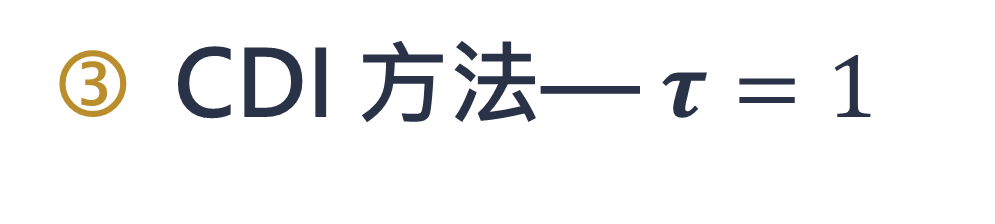 ③ CDI 方法— τ = 1